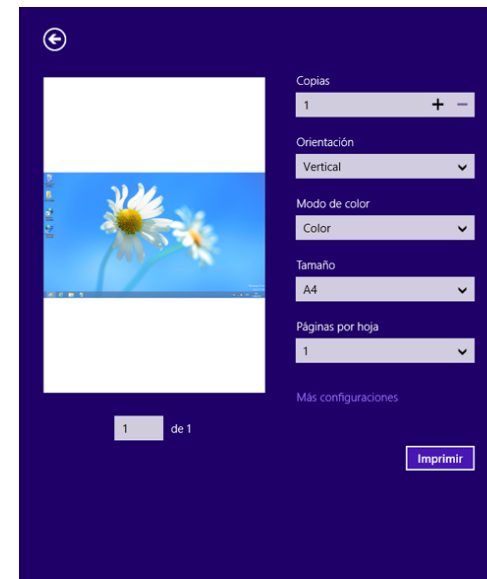 Copias
1
Orientación
Vertical
Modo de color
Color
Tamaño
A4
Páginas por hoja
1
Más configuraciones
1 de 1
Imprimir